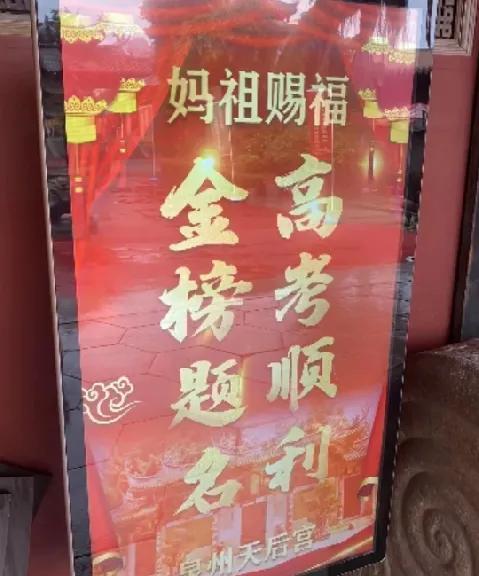 妈祖赐福
高考顺利
金榜题名
泉州天后宫